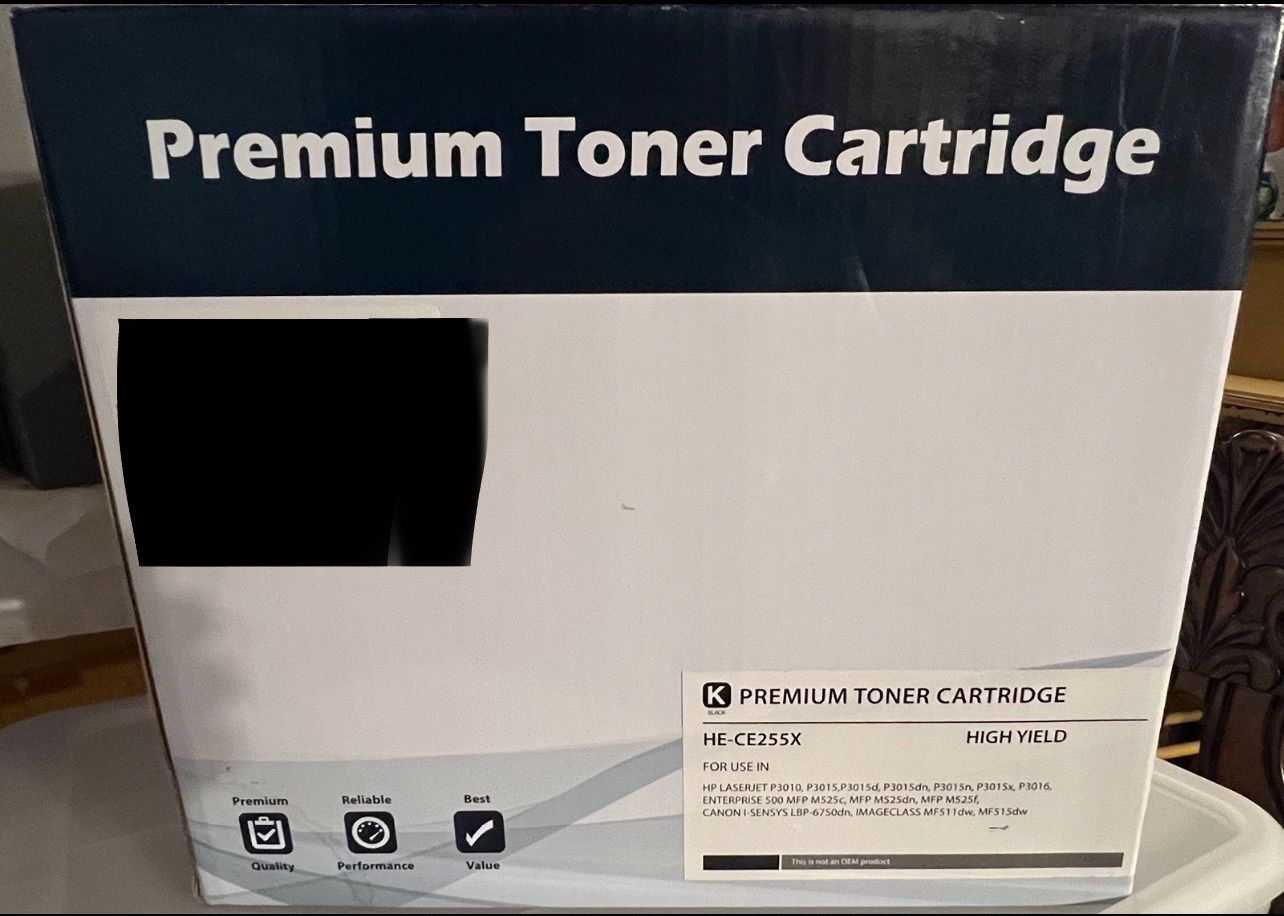 Premium Toner Cartridge
K PREMIUM TONER CARTRIDGE
BLACK
HE-CE255X HIGH YIELD
FOR USE IN
HP LASERJET P3010, P3015,P3015d, P3015dn, P3015n, P3015x, P3016,
ENTERPRISE 500 MFP M525c, MFP M525dn, MFP M525f,
CANON I-SENSYS LBP-6750dn, IMAGECLASS MF511dw, MF515dw
This is not an OEM product
Premium Reliable Best
Quality Performance Value